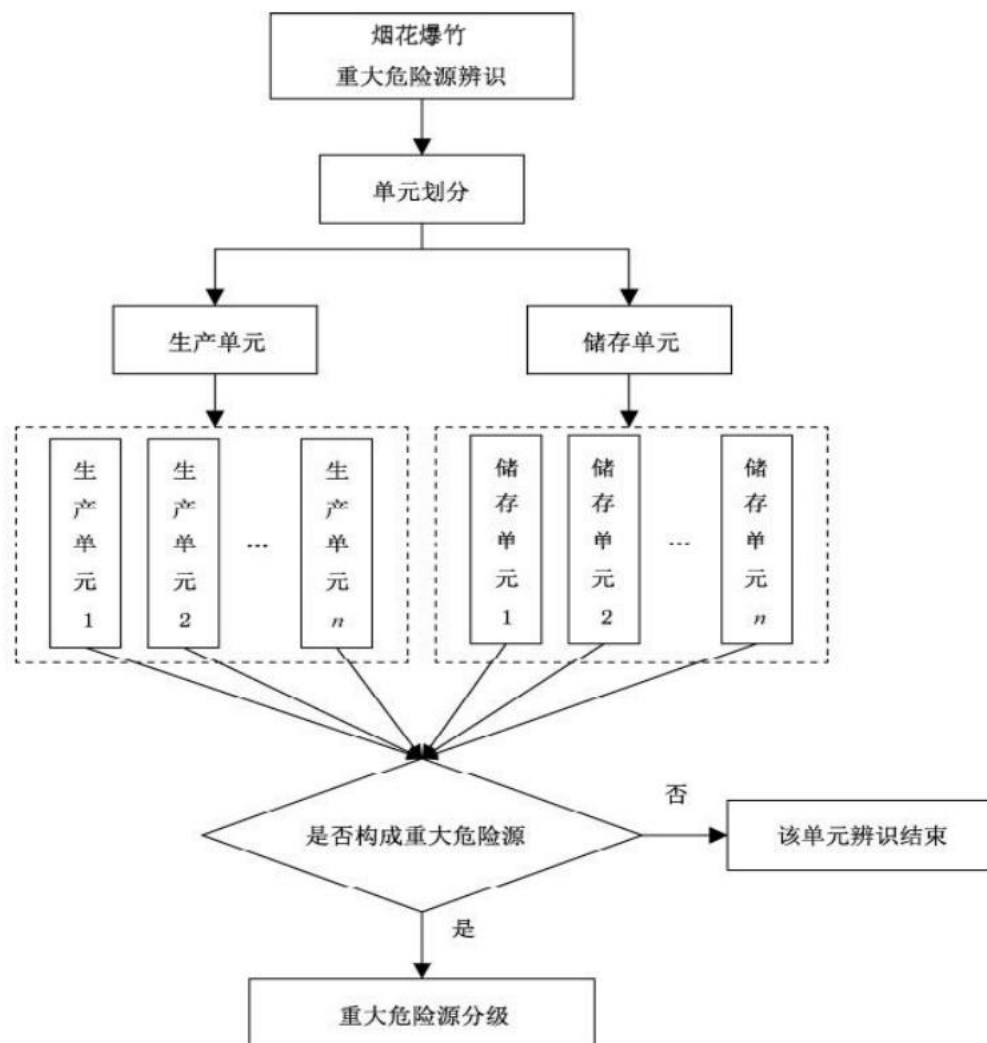 烟花爆竹
重大危险源辨识
单元划分
生产单元
储存单元
生产单元1
生产单元2
…
生产单元n
储存单元1
储存单元2
…
储存单元n
是否构成重大危险源
否
该单元辨识结束
是
重大危险源分级